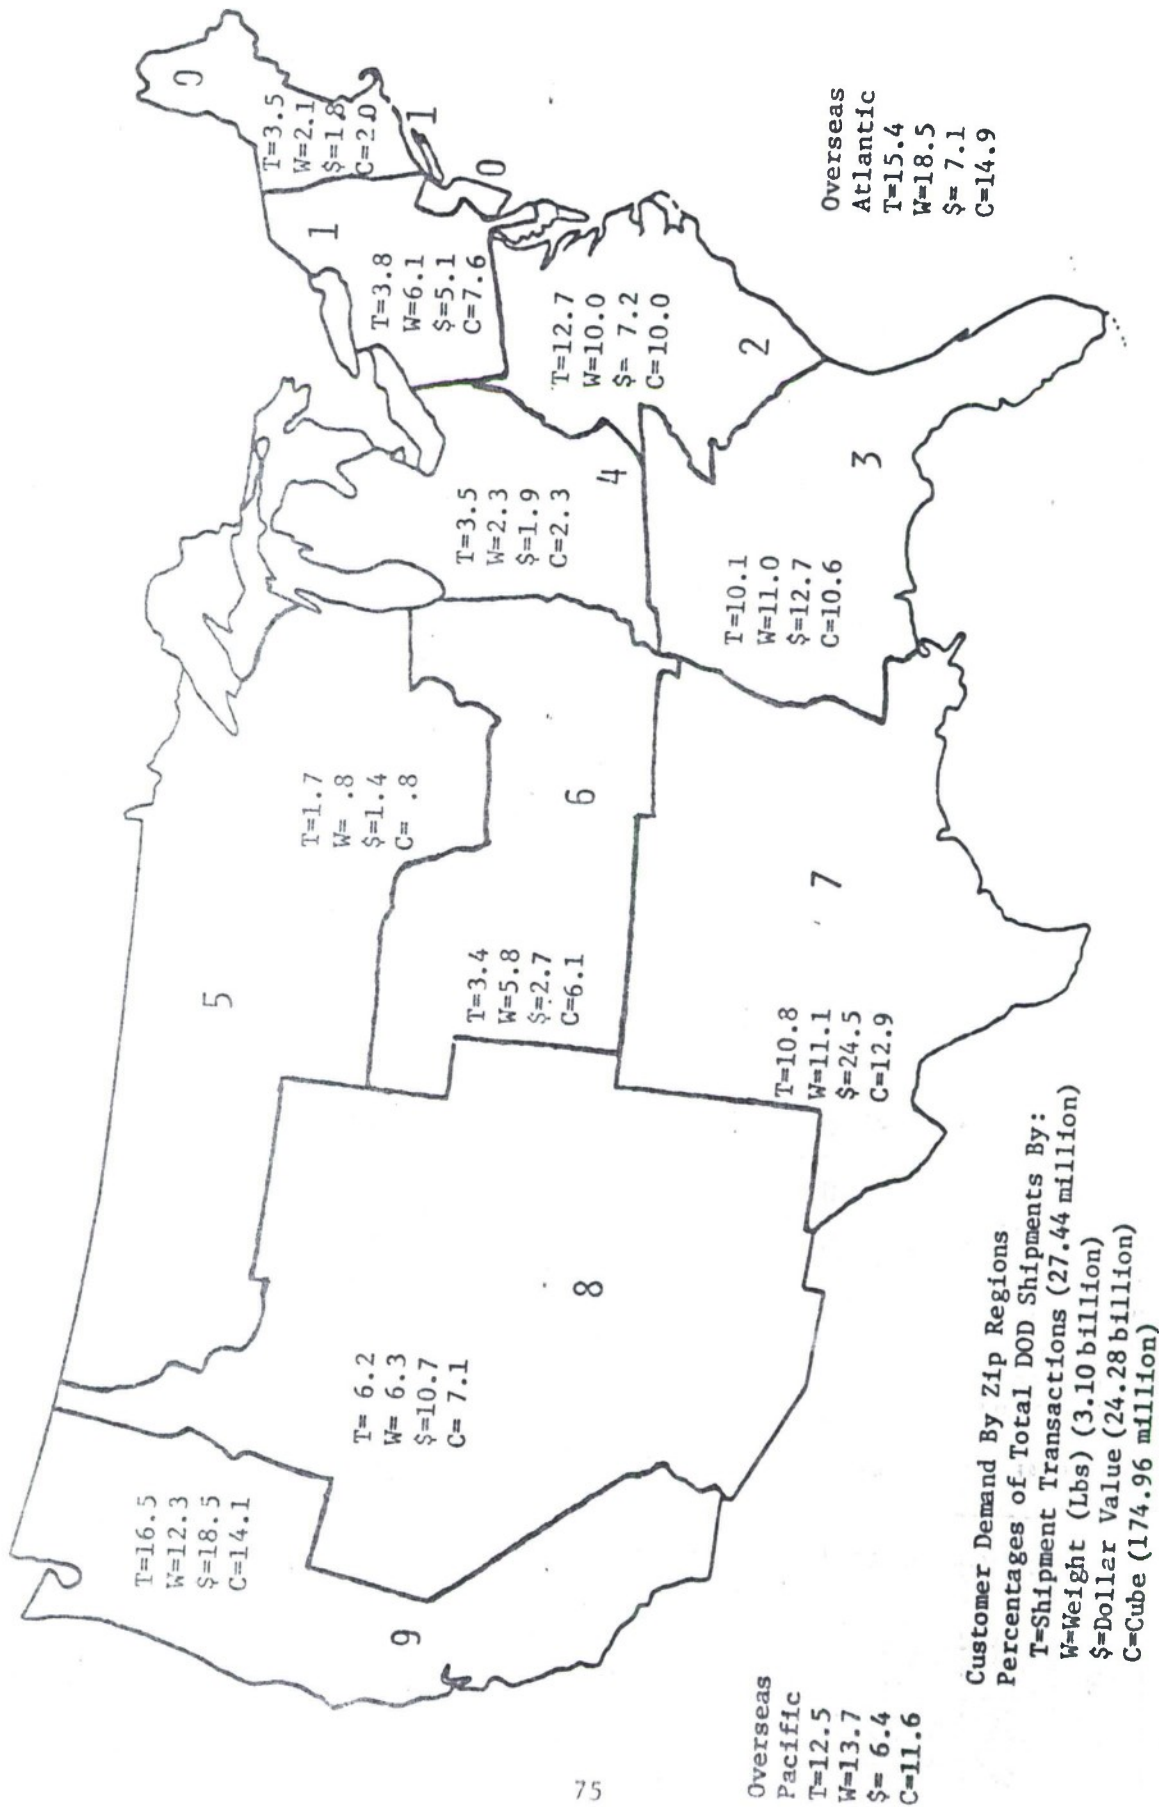 0
T=3.5
W=2.1
$=1.8
C=2.0
1
0
1
T=3.8
W=6.1
$=5.1
C=7.6
T=12.7
W=10.0
$= 7.2
C=10.0
2
Overseas
Atlantic
T=15.4
W=18.5
$= 7.1
C=14.9
T=3.5
W=2.3
$=1.9
C=2.3
4
T=10.1
W=11.0
$=12.7
C=10.6
3
5
T=1.7
W= .8
$=1.4
C= .8
6
T=3.4
W=5.8
$=2.7
C=6.1
7
T=10.8
W=11.1
$=24.5
C=12.9
8
T= 6.2
W= 6.3
$=10.7
C= 7.1
T=16.5
W=12.3
$=18.5
C=14.1
9
Overseas
Pacific
T=12.5
W=13.7
$= 6.4
C=11.6
Customer Demand By Zip Regions
Percentages of Total DOD Shipments By:
T=Shipment Transactions (27.44 million)
W=Weight (Lbs) (3.10 billion)
$=Dollar Value (24.28 billion)
C=Cube (174.96 million)
75